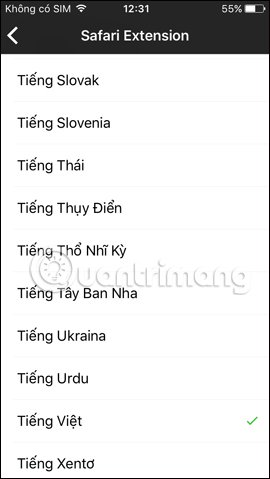 Không có SIM 12:31 55%
Safari Extension
Tiếng Slovak
Tiếng Slovenia
Tiếng Thái
Tiếng Thụy Điển
Tiếng Thổ Nhĩ Kỳ
Quantrimang
Tiếng Tây Ban Nha
Tiếng Ukraina
Tiếng Urdu
Tiếng Việt
Tiếng Xentơ